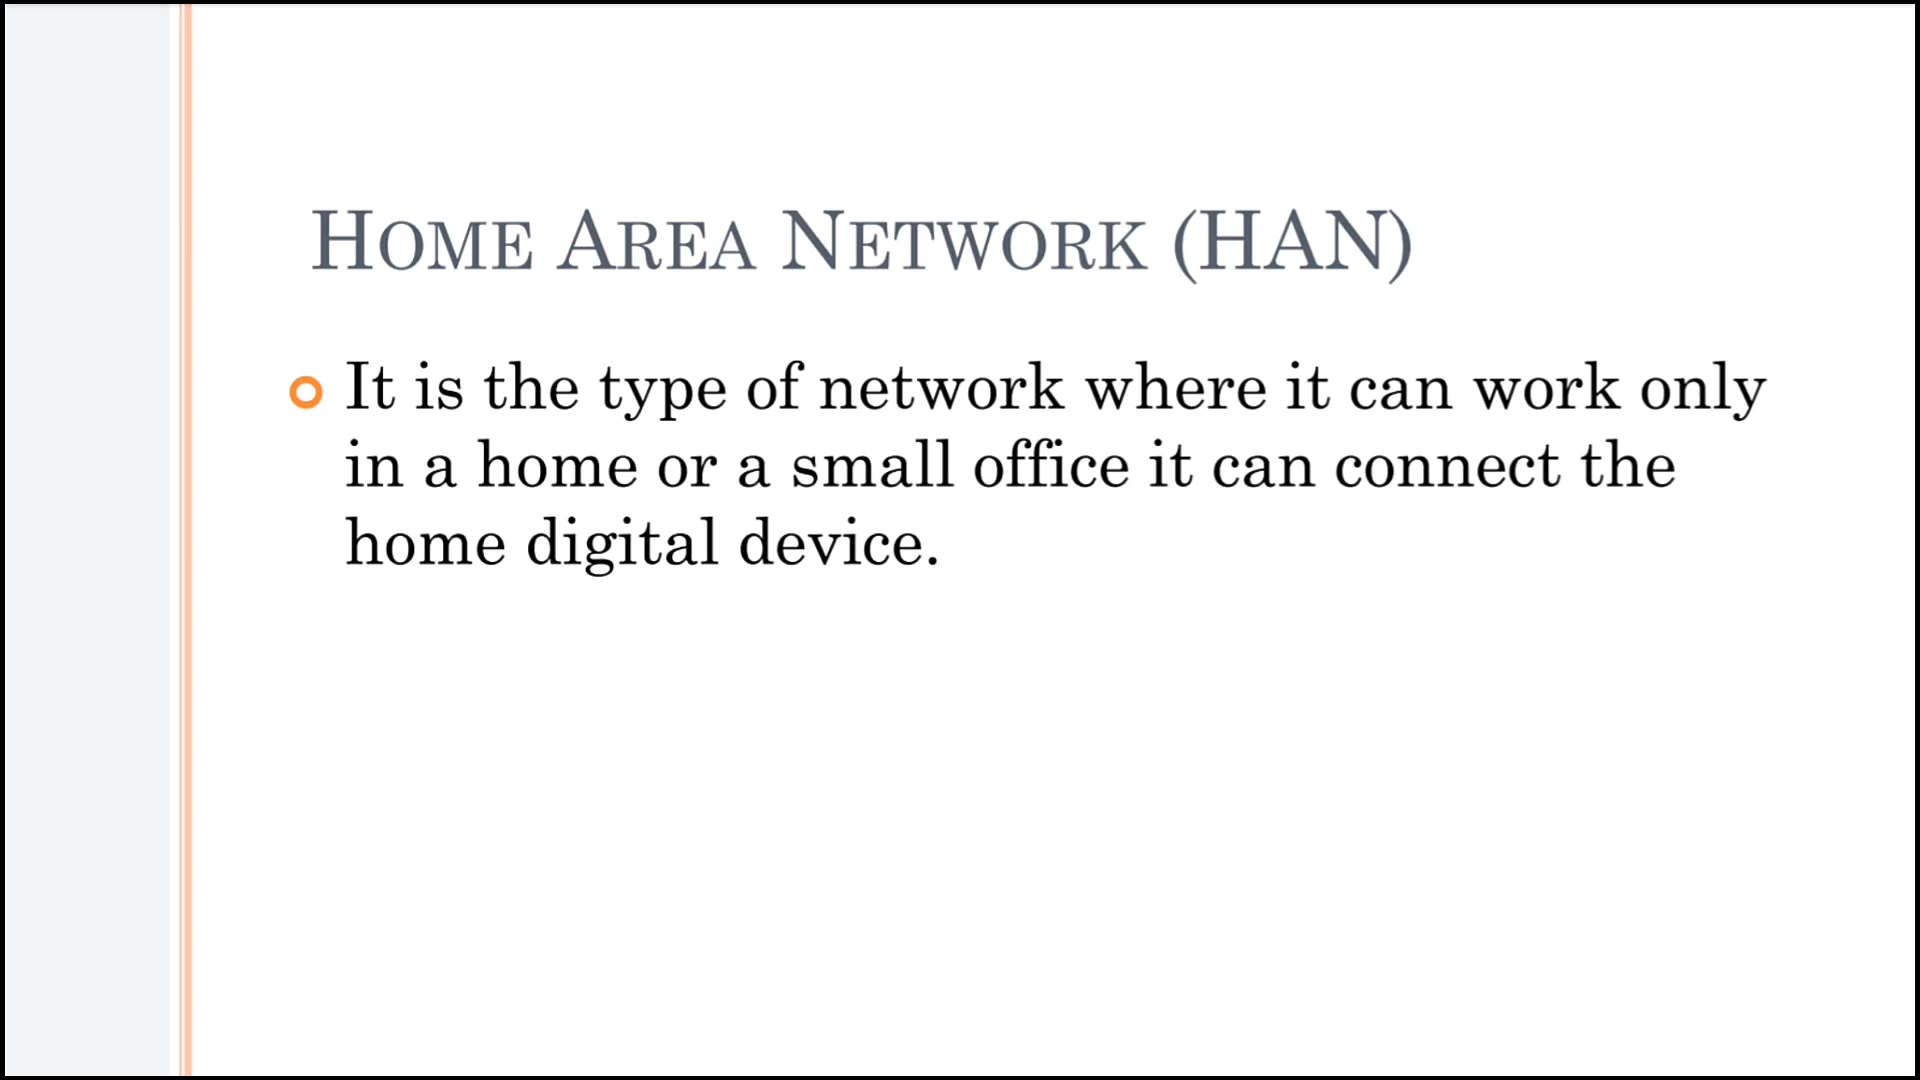 Home Area Network (HAN)
It is the type of network where it can work only
in a home or a small office it can connect the
home digital device.